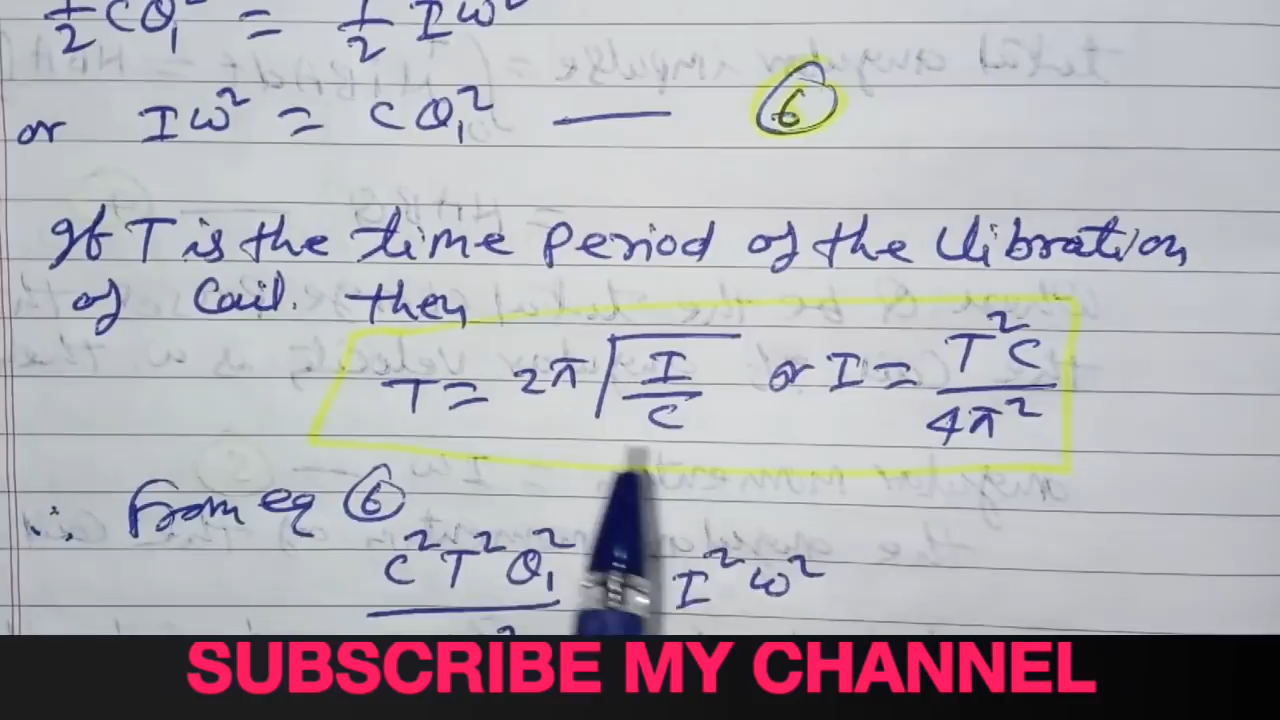 1/2 Cθ₁² = 1/2 Iω²
or Iω² = Cθ₁² — ⑥
If T is the time Period of the Vibration
of Coil. then
T = 2π√(I/C) or I = T²C/4π²
∴ from eq ⑥
C²T²θ₁² I²ω²
SUBSCRIBE MY CHANNEL